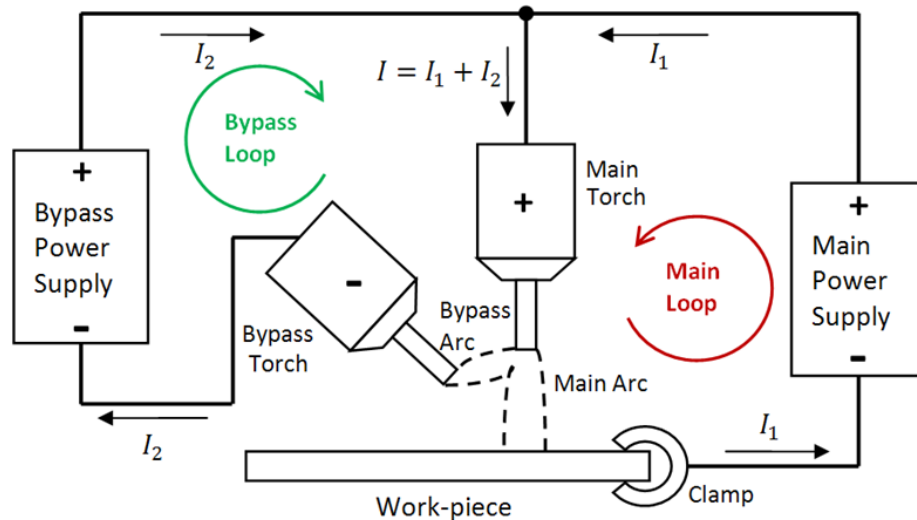 I₂
I₁
I = I₁ + I₂
Bypass
Loop
+
Bypass
Power
Supply
-
Main
Torch
+
+
Main
Power
Supply
-
Main
Loop
-
Bypass
Torch
Bypass
Arc
Main Arc
I₂
I₁
Clamp
Work-piece